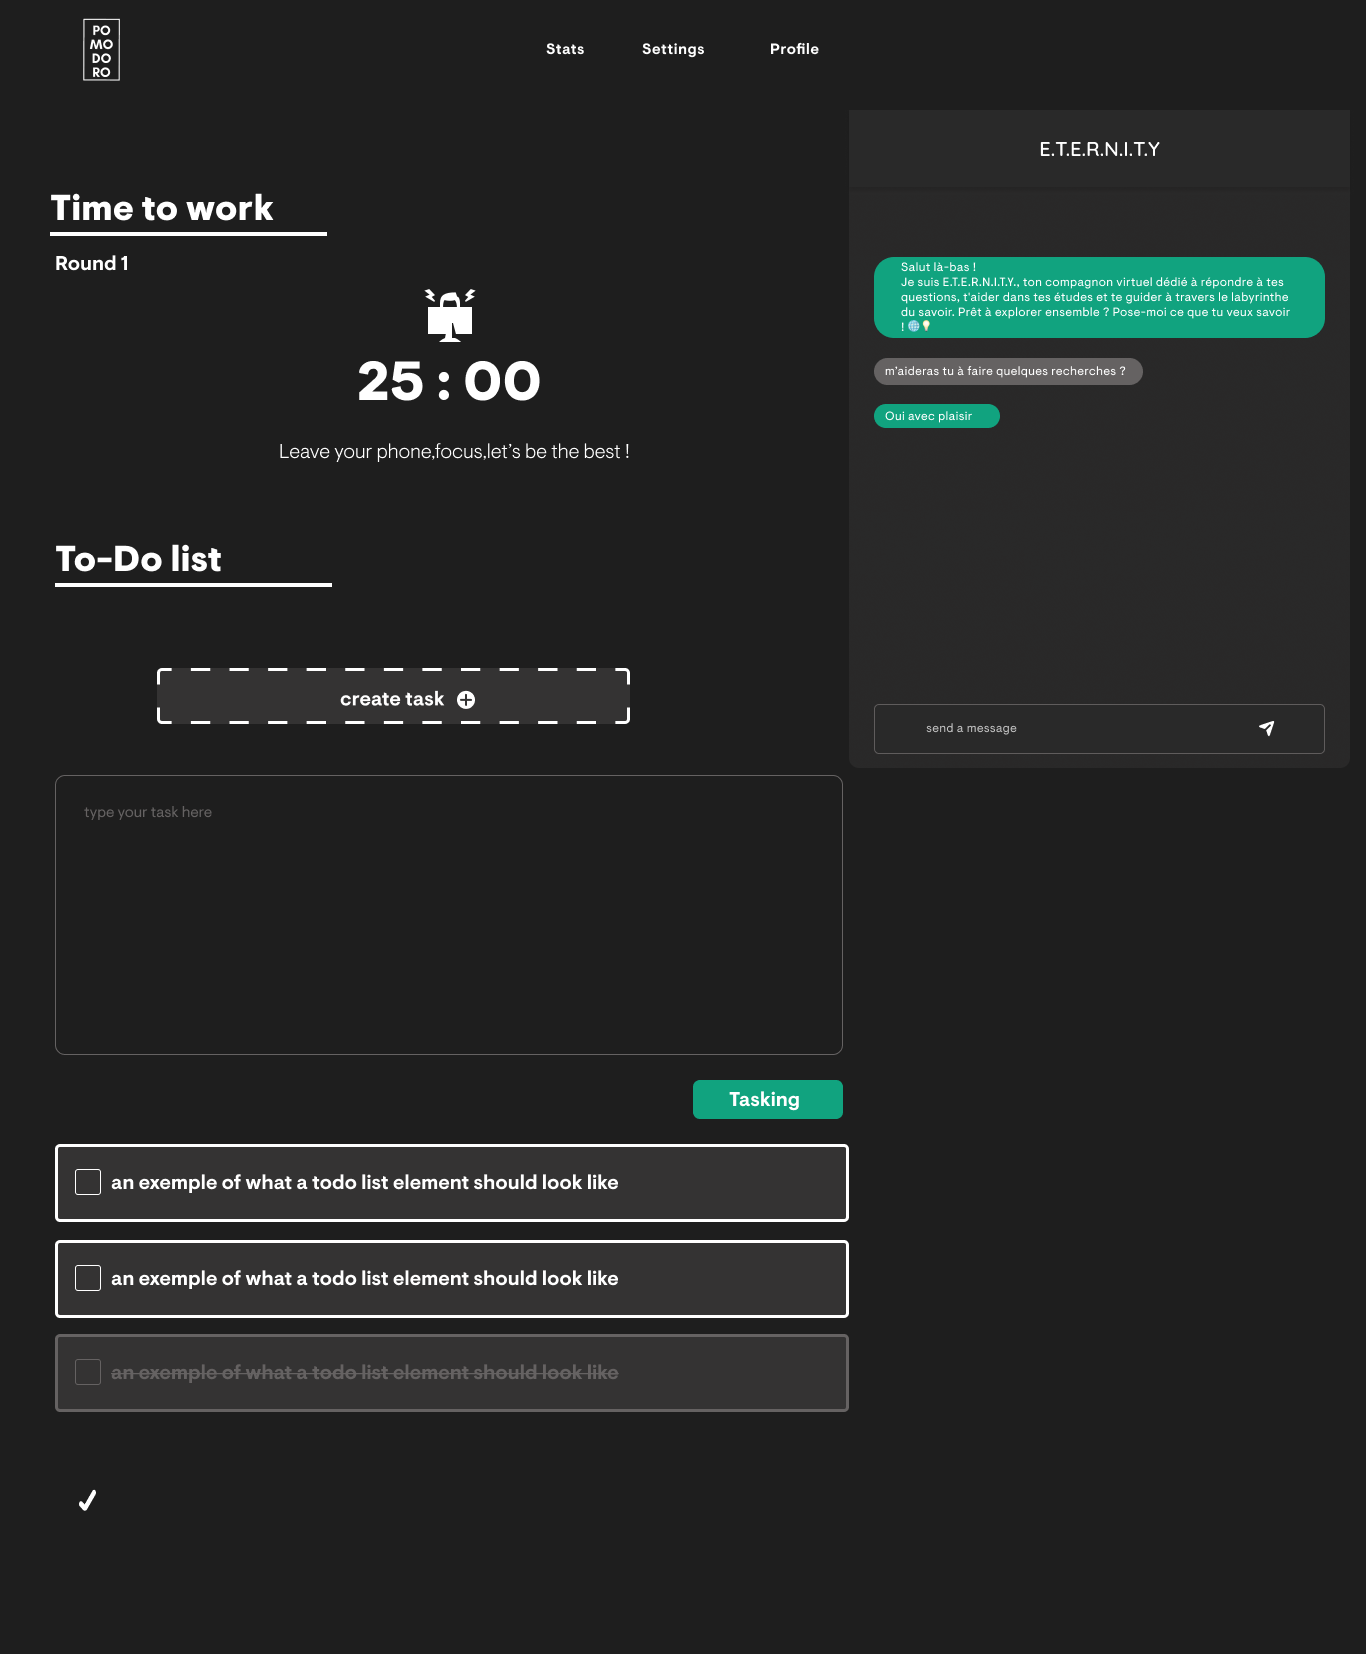 PO
MO
DO
RO
Stats
Settings
Profile
Time to work
Round 1
25 : 00
Leave your phone,focus,let's be the best !
To-Do list
create task
type your task here
Tasking
an exemple of what a todo list element should look like
an exemple of what a todo list element should look like
an exemple of what a todo list element should look like
E.T.E.R.N.I.T.Y
Salut là-bas !
Je suis E.T.E.R.N.I.T.Y., ton compagnon virtuel dédié à répondre à tes
questions, t'aider dans tes études et te guider à travers le labyrinthe
du savoir. Prêt à explorer ensemble ? Pose-moi ce que tu veux savoir
! 🌐💡
m'aideras tu à faire quelques recherches ?
Oui avec plaisir
send a message